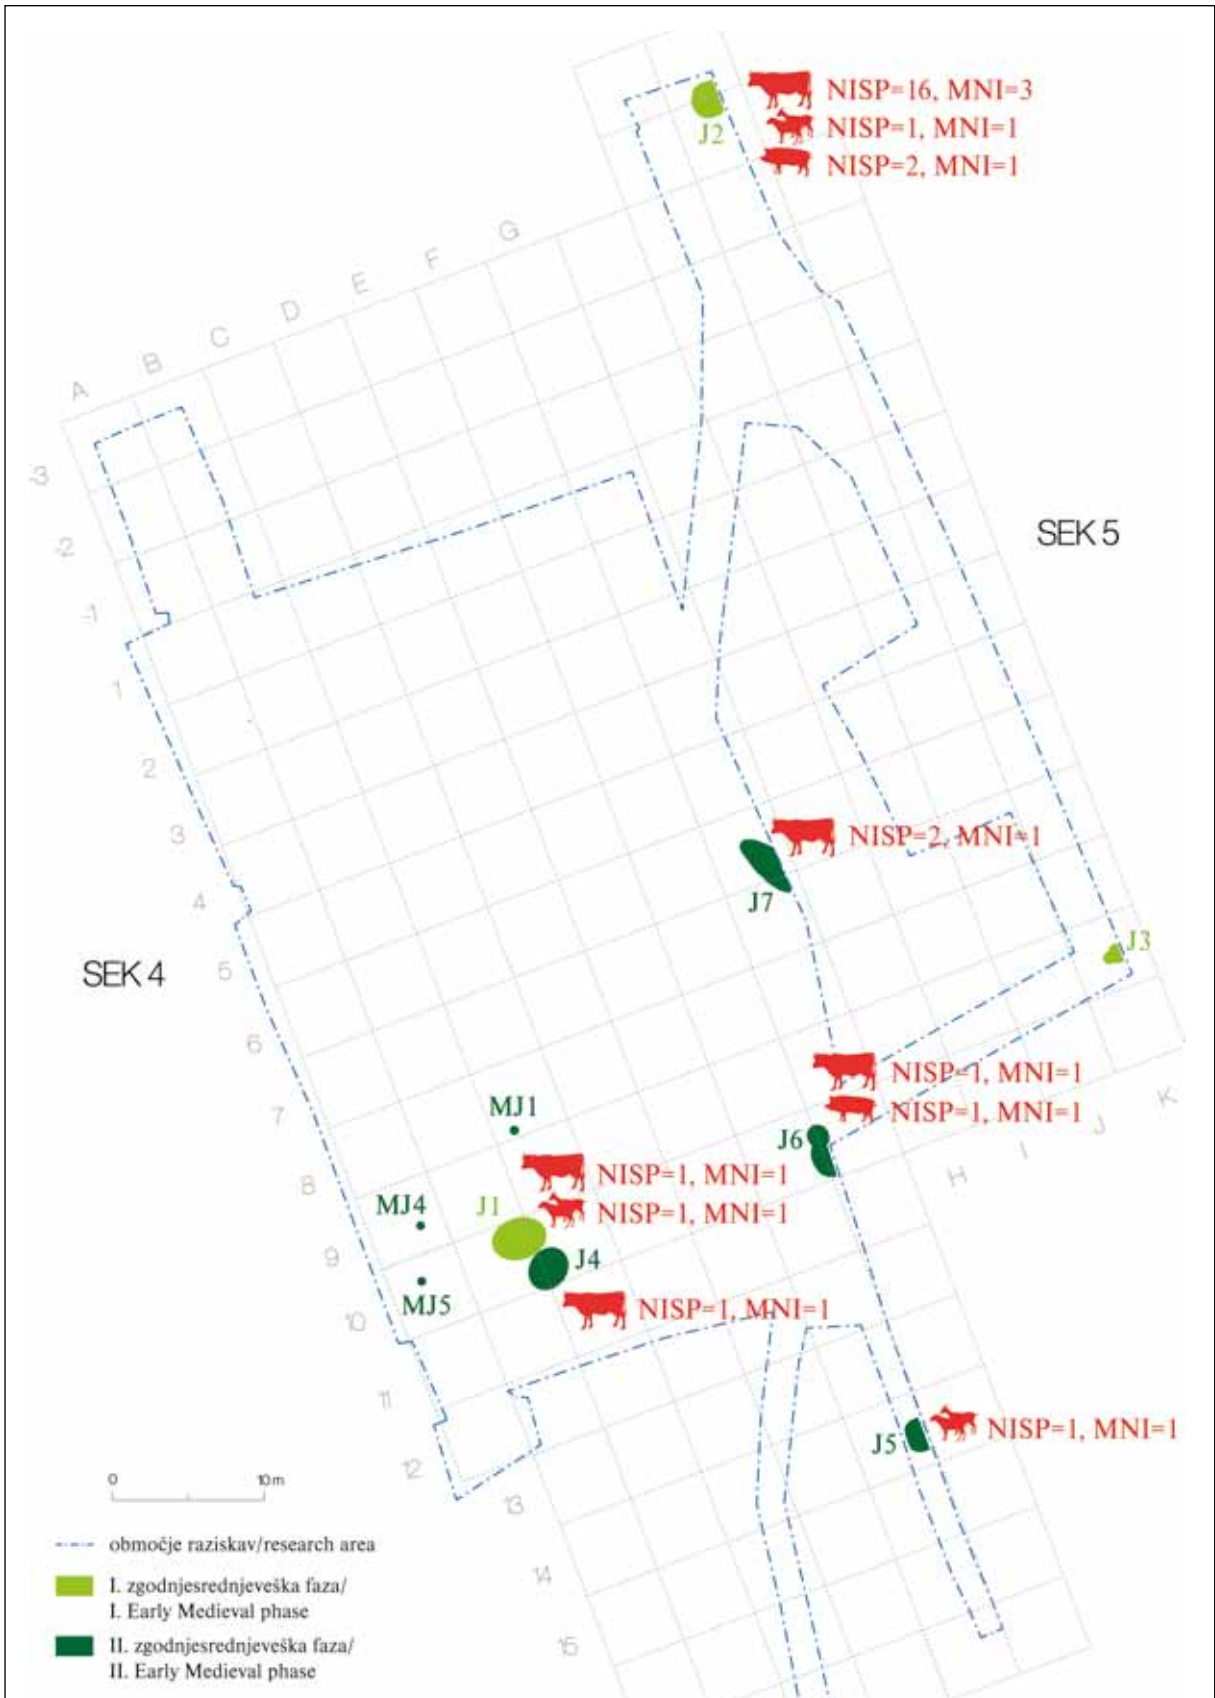 NISP=16, MNI=3
J2
NISP=1, MNI=1
NISP=2, MNI=1
G
F
E
D
C
B
A
-3
-2
SEK 5
-1
1
2
3
NISP=2, MNI=1
4
J7
J3
SEK 4
5
6
NISP=1, MNI=1
K
MJ1
7
NISP=1, MNI=1
J
J6
I
H
NISP=1, MNI=1
8
MJ4
J1
NISP=1, MNI=1
9
J4
MJ5
NISP=1, MNI=1
10
11
J5
NISP=1, MNI=1
12
0
10m
13
območje raziskav/research area
I. zgodnjesrednjeveška faza/
I. Early Medieval phase
14
II. zgodnjesrednjeveška faza/
II. Early Medieval phase
15